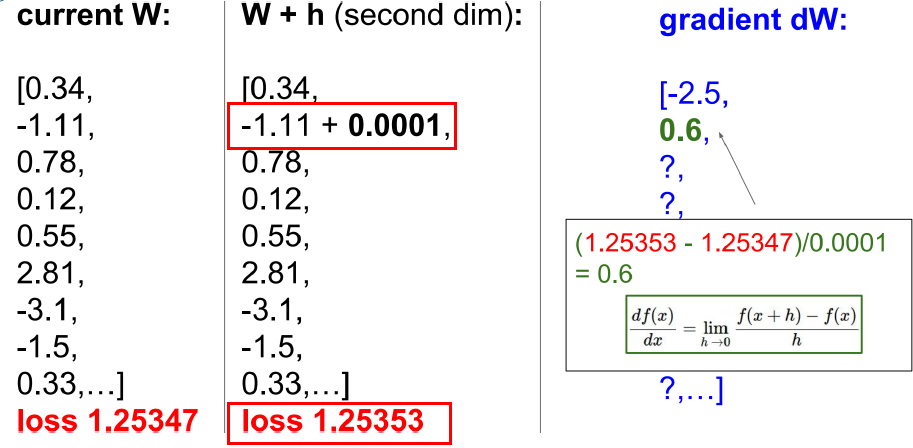 current W:
[0.34,
-1.11,
0.78,
0.12,
0.55,
2.81,
-3.1,
-1.5,
0.33,…]
loss 1.25347
W + h (second dim):
[0.34,
-1.11 + 0.0001,
0.78,
0.12,
0.55,
2.81,
-3.1,
-1.5,
0.33,…]
loss 1.25353
gradient dW:
[-2.5,
0.6,
?,
?,
(1.25353 - 1.25347)/0.0001
= 0.6
df(x)/dx = lim h→0 f(x + h) − f(x)/h
?,…]